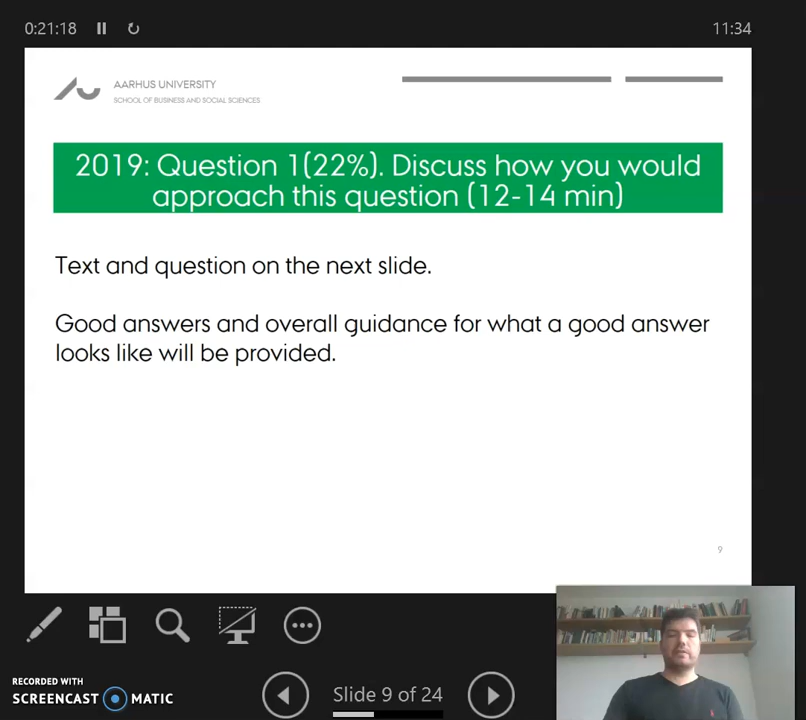 0:21:18
11:34
AARHUS UNIVERSITY
SCHOOL OF BUSINESS AND SOCIAL SCIENCES
2019: Question 1(22%). Discuss how you would
approach this question (12-14 min)
Text and question on the next slide.
Good answers and overall guidance for what a good answer
looks like will be provided.
9
RECORDED WITH
SCREENCAST MATIC
Slide 9 of 24